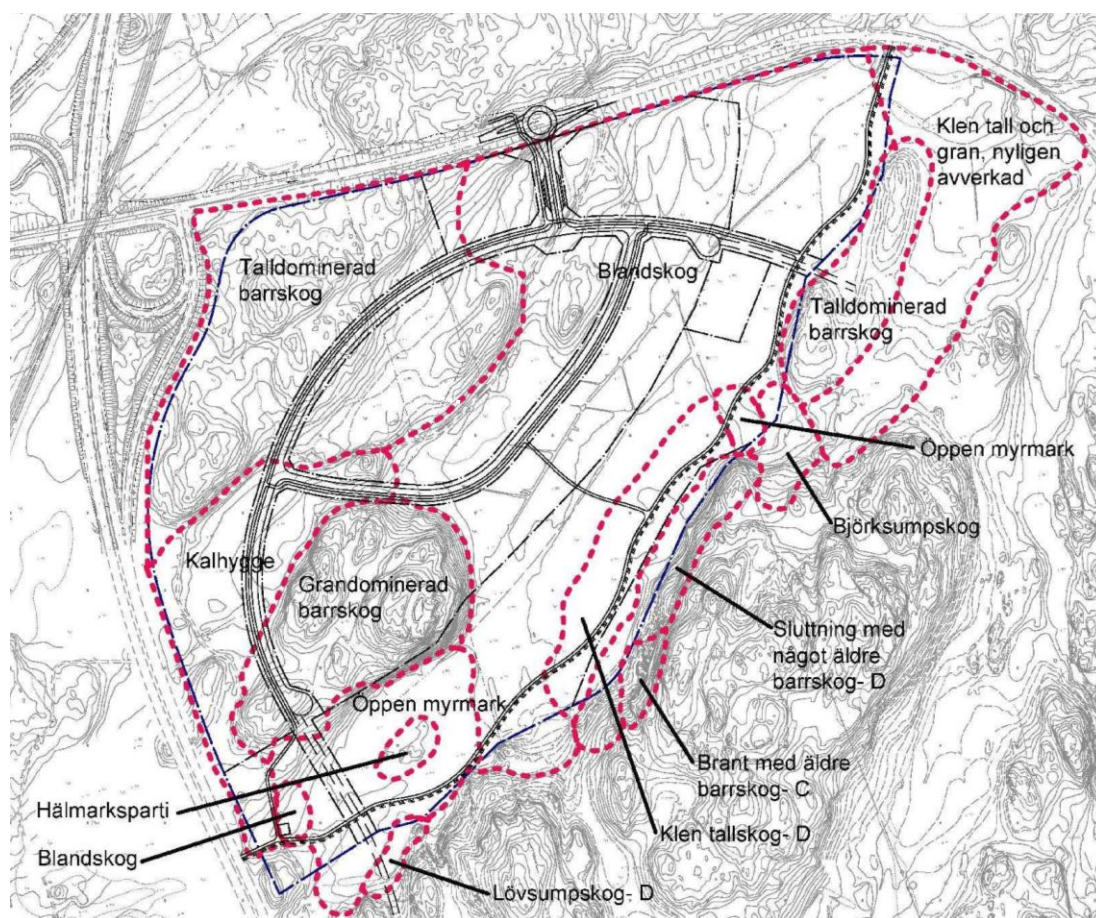 Klen tall och
gran, nyligen
avverkad
Talldominerad
barrskog
Blandskog
Talldominerad
barrskog
Öppen myrmark
Björksumpskog
Kalhygge
Grandominerad
barrskog
Sluttning med
något äldre
barrskog- D
Öppen myrmark
Brant med äldre
barrskog- C
Hälmarksparti
Klen tallskog- D
Blandskog
Lövsumpskog- D